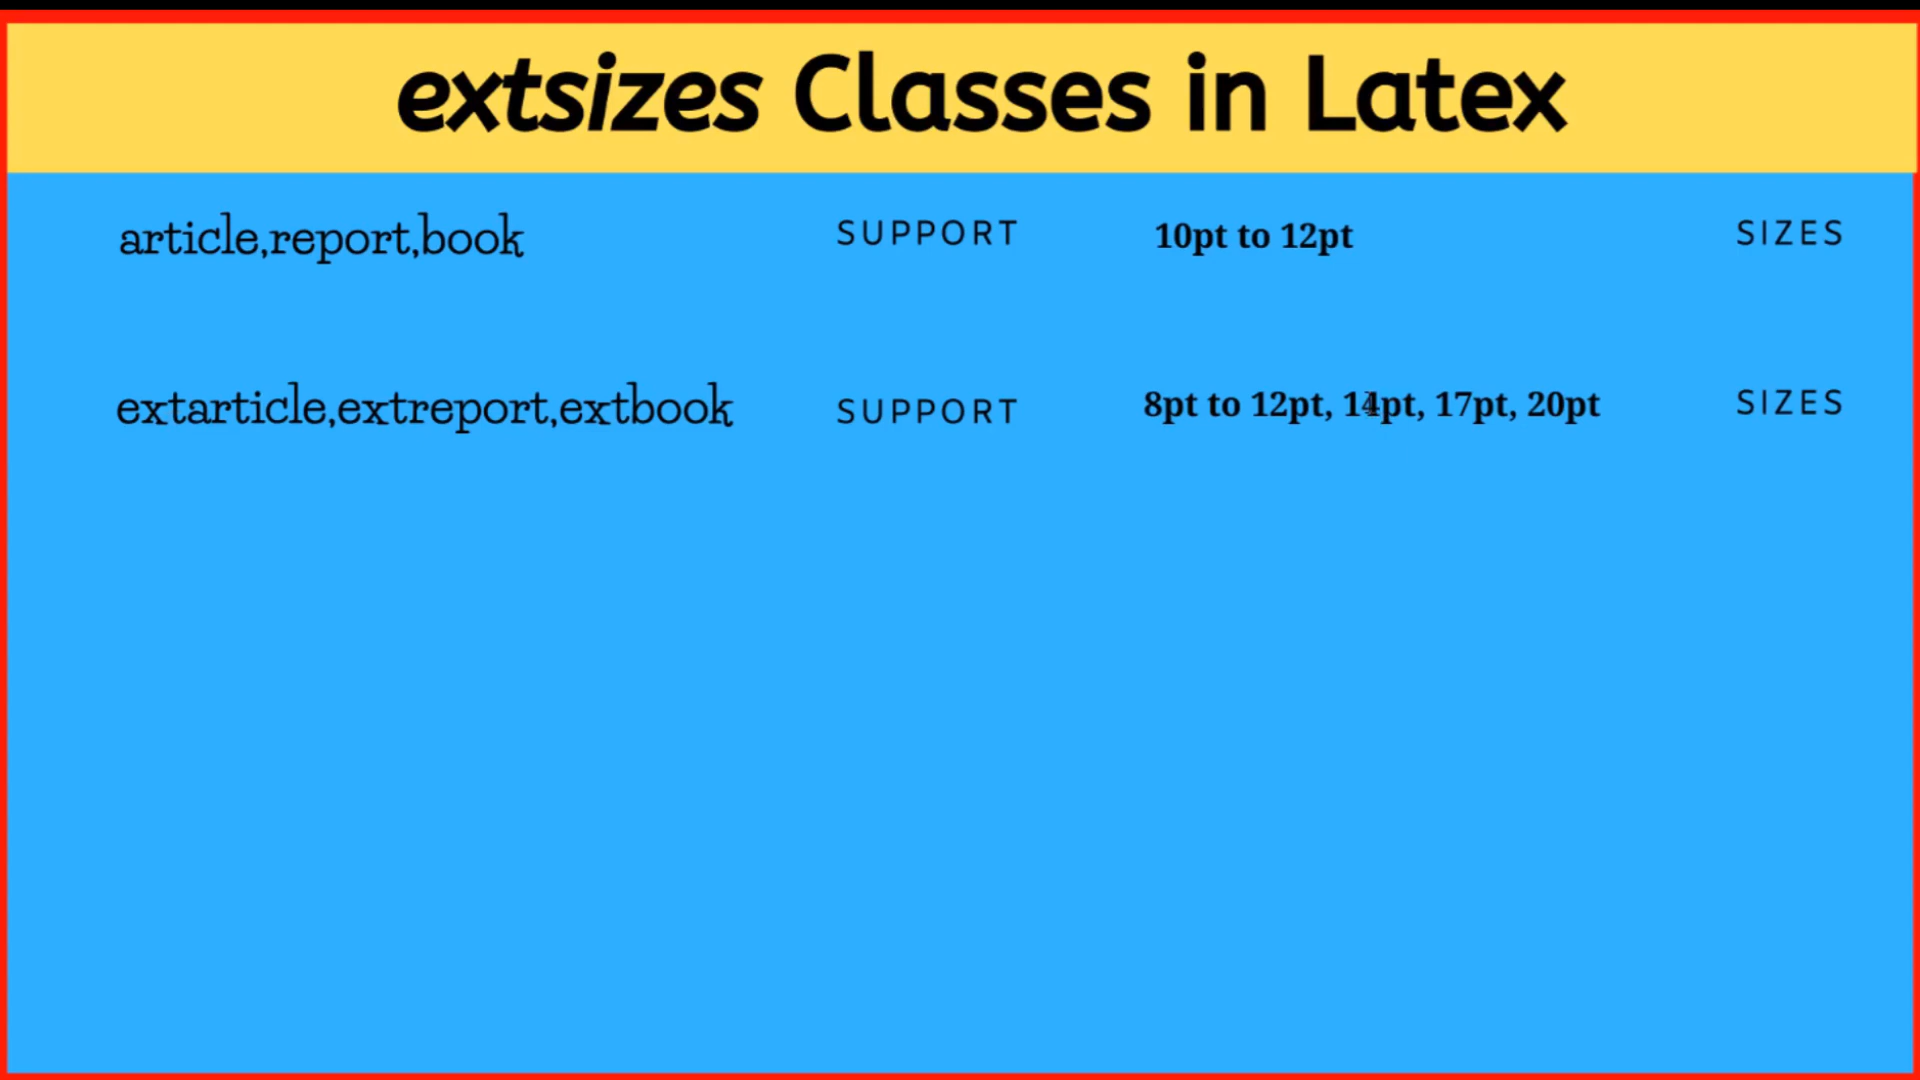 extsizes Classes in Latex
article,report,book SUPPORT 10pt to 12pt SIZES
extarticle,extreport,extbook SUPPORT 8pt to 12pt, 14pt, 17pt, 20pt SIZES